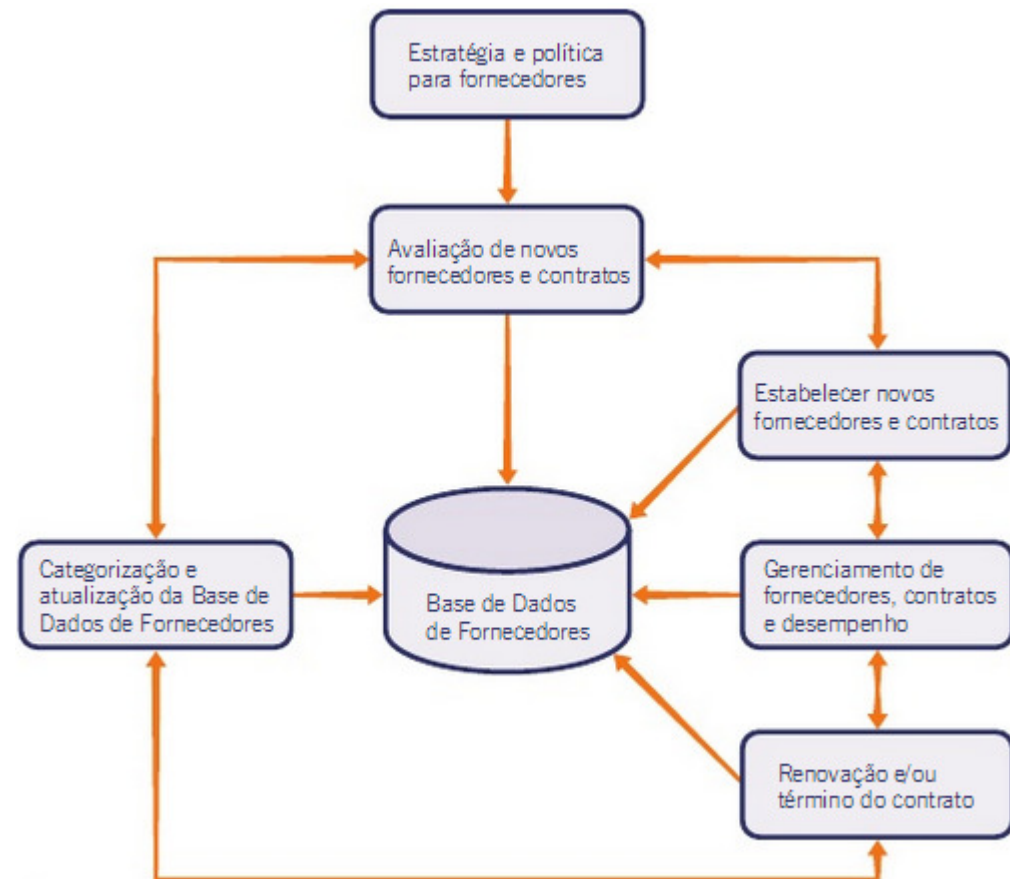 Estratégia e política
para fornecedores
Avaliação de novos
fornecedores e contratos
Estabelecer novos
fornecedores e contratos
Categorização e
atualização da Base de
Dados de Fornecedores
Base de Dados
de Fornecedores
Gerenciamento de
fornecedores, contratos
e desempenho
Renovação e/ou
término do contrato